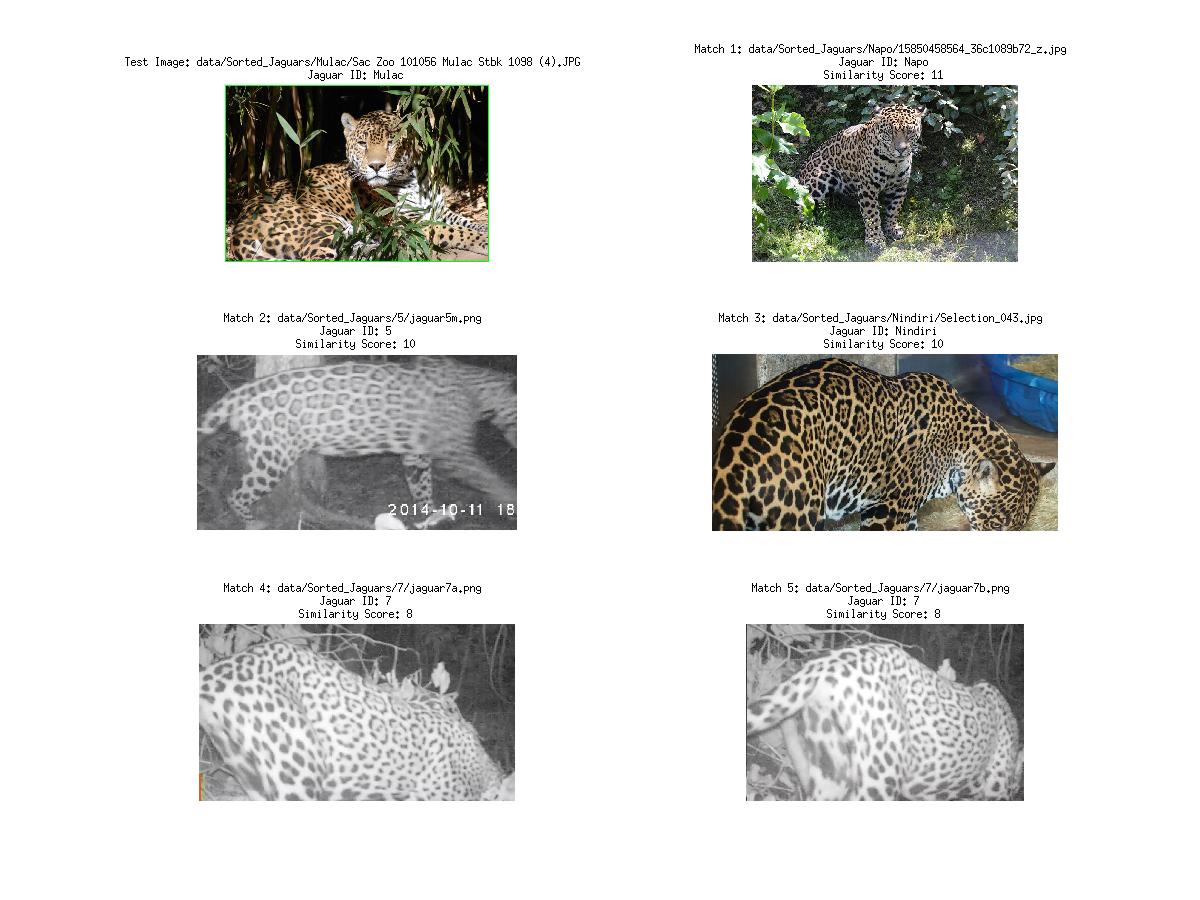 Test Image: data/Sorted_Jaguars/Mulac/Sac Zoo 101056 Mulac Stbk 1098 (4).JPG
Jaguar ID: Mulac
Match 1: data/Sorted_Jaguars/Napo/15850458564_36c1089b72_z.jpg
Jaguar ID: Napo
Similarity Score: 11
Match 2: data/Sorted_Jaguars/5/jaguar5m.png
Jaguar ID: 5
Similarity Score: 10
2014-10-11 18
Match 3: data/Sorted_Jaguars/Nindiri/Selection_043.jpg
Jaguar ID: Nindiri
Similarity Score: 10
Match 4: data/Sorted_Jaguars/7/jaguar7a.png
Jaguar ID: 7
Similarity Score: 8
Match 5: data/Sorted_Jaguars/7/jaguar7b.png
Jaguar ID: 7
Similarity Score: 8